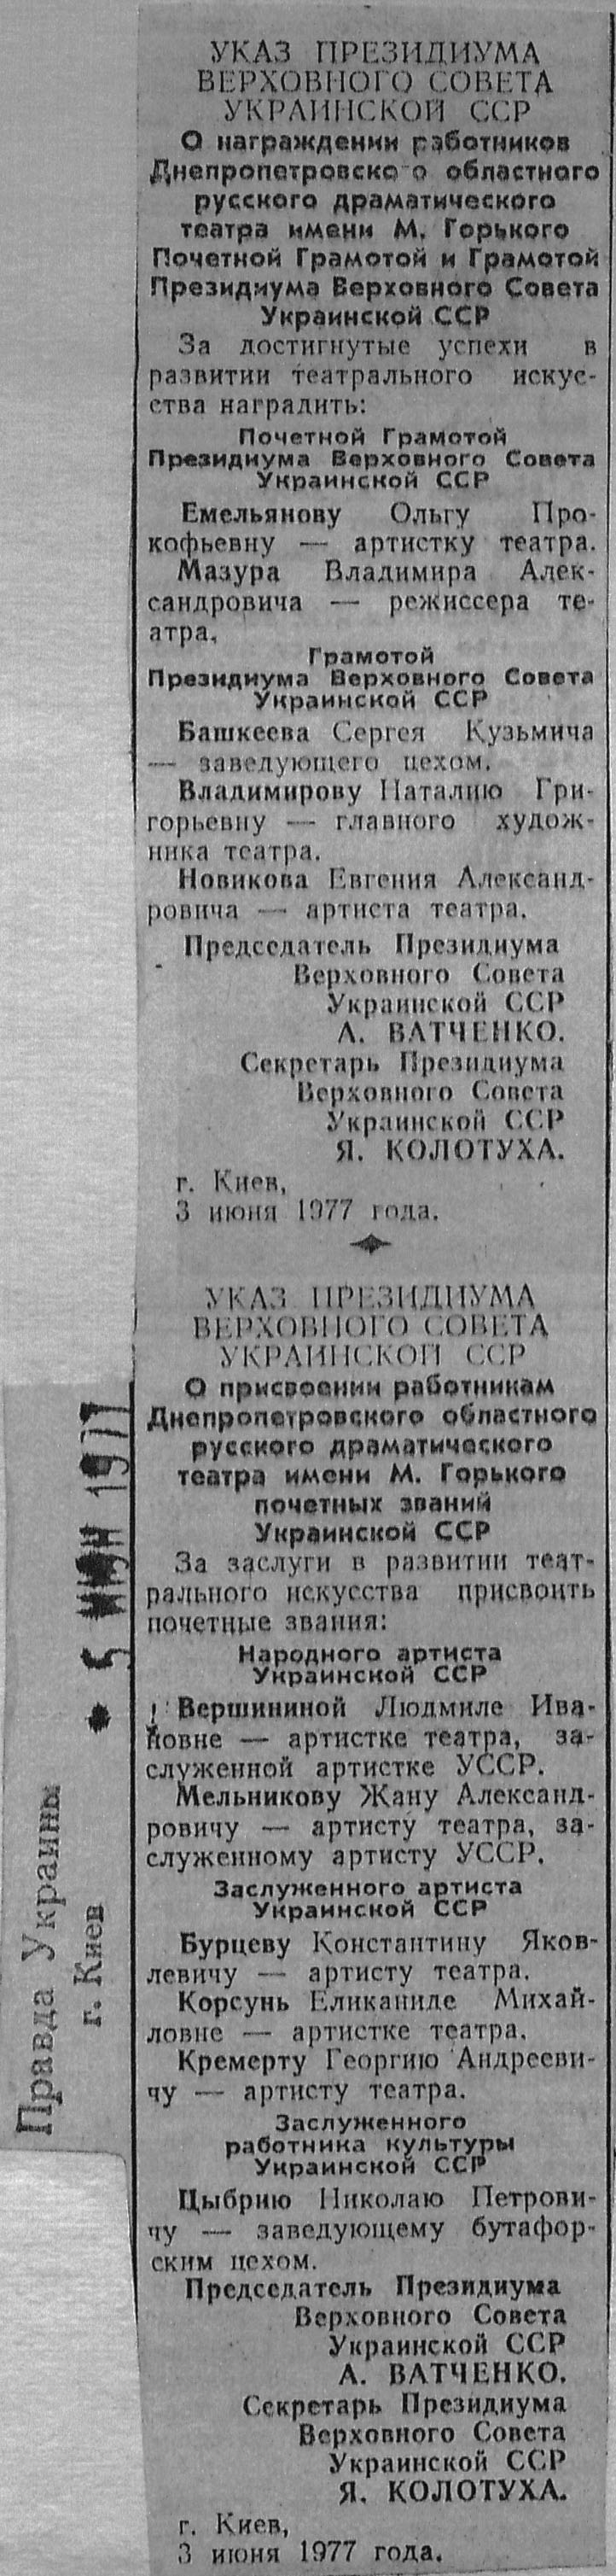 УКАЗ ПРЕЗИДИУМА
ВЕРХОВНОГО СОВЕТА
УКРАИНСКОЙ ССР
О награждении работников
Днепропетровско о областного
русского драматического
театра имени М. Горького
Почетной Грамотой и Грамотой
Президиума Верховного Совета
Украинской ССР
За достигнутые успехи в
развитии театрального искус-
ства наградить:
Почетной Грамотой
Президиума Верховного Совета
Украинской ССР
Емельянову Ольгу Про-
кофьевну — артистку театра.
Мазура Владимира Алек-
сандровича — режиссера те-
атра.
Грамотой
Президиума Верховного Совета
Украинской ССР
Башкеева Сергея Кузьмича
— заведующего цехом.
Владимирову Наталию Гри-
горьевну — главного худож-
ника театра.
Новикова Евгения Александ-
ровича — артиста театра.
Председатель Президиума
Верховного Совета
Украинской ССР
А. ВАТЧЕНКО.
Секретарь Президиума
Верховного Совета
Украинской ССР
Я. КОЛОТУХА.
г. Киев,
3 июня 1977 года.
УКАЗ ПРЕЗИДИУМА
ВЕРХОВНОГО СОВЕТА
УКРАИНСКОЙ ССР
О присвоении работникам
Днепропетровского областного
русского драматического
театра имени М. Горького
почетных званий
Украинской ССР
За заслуги в развитии теат-
рального искусства присвоить
почетные звания:
Народного артиста
Украинской ССР
Вершининой Людмиле Ива-
новне — артистке театра, за-
служенной артистке УССР.
Мельникову Жану Александ-
ровичу — артисту театра, за-
служенному артисту УССР.
Заслуженного артиста
Украинской ССР
Бурцеву Константину Яков-
левичу — артисту театра.
Корсунь Еликаниде Михай-
ловне — артистке театра.
Кремерту Георгию Андрееви-
чу — артисту театра.
Заслуженного
работника культуры
Украинской ССР
Цыбрию Николаю Петрови-
чу — заведующему бутафор-
ским цехом.
Председатель Президиума
Верховного Совета
Украинской ССР
А. ВАТЧЕНКО.
Секретарь Президиума
Верховного Совета
Украинской ССР
Я. КОЛОТУХА.
г. Киев,
3 июня 1977 года.
Правда Украины
г. Киев
5 ИЮН 1977